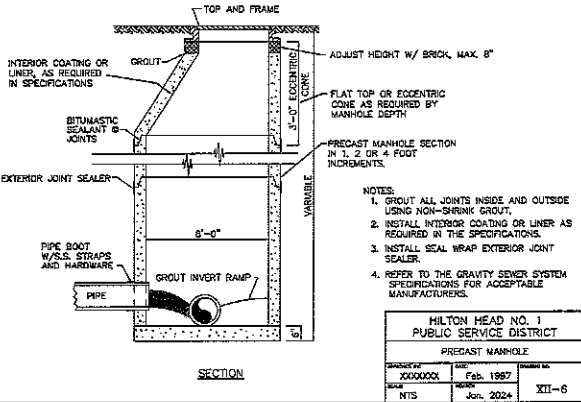 TOP AND FRAME
INTERIOR COATING OR
LINER, AS REQUIRED
IN SPECIFICATIONS
GROUT
ADJUST HEIGHT W/ BRICK, MAX. 8"
3'-0" ECCENTRIC
CONE
FLAT TOP OR ECCENTRIC
CONE AS REQUIRED BY
MANHOLE DEPTH
BITUMASTIC
SEALANT @
JOINTS
PRECAST MANHOLE SECTION
IN 1, 2 OR 4 FOOT
INCREMENTS.
EXTERIOR JOINT SEALER
VARIABLE
NOTES:
1. GROUT ALL JOINTS INSIDE AND OUTSIDE
USING NON-SHRINK GROUT.
2. INSTALL INTERIOR COATING OR LINER AS
REQUIRED IN THE SPECIFICATIONS.
3. INSTALL SEAL WRAP EXTERIOR JOINT
SEALER.
4. REFER TO THE GRAVITY SEWER SYSTEM
SPECIFICATIONS FOR ACCEPTABLE
MANUFACTURERS.
8'-0"
PIPE BOOT
W/S.S. STRAPS
AND HARDWARE
GROUT INVERT RAMP
PIPE
SECTION
HILTON HEAD NO. 1
PUBLIC SERVICE DISTRICT
PRECAST MANHOLE
XXXXXXX
Feb. 1997
XII-6
NTS
Jan. 2024